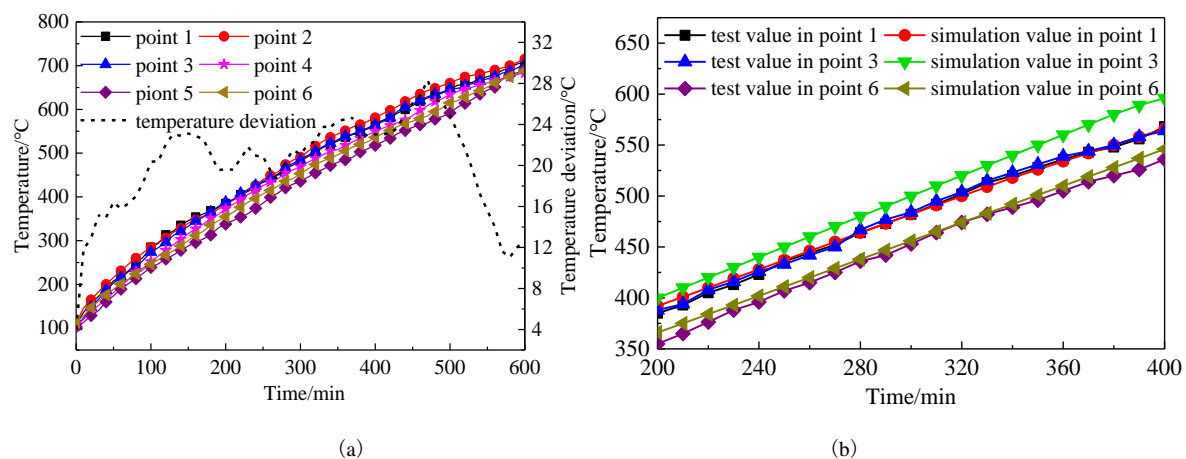 point 1 point 2
point 3 point 4
piont 5 point 6
temperature deviation
800
700
600
500
400
300
200
100
Temperature/°C
0 100 200 300 400 500 600
Time/min
32
28
24
20
16
12
8
4
Temperature deviation/°C
(a)
test value in point 1 simulation value in point 1
test value in point 3 simulation value in point 3
test value in point 6 simulation value in point 6
650
600
550
500
450
400
350
Temperature/°C
200 240 280 320 360 400
Time/min
(b)